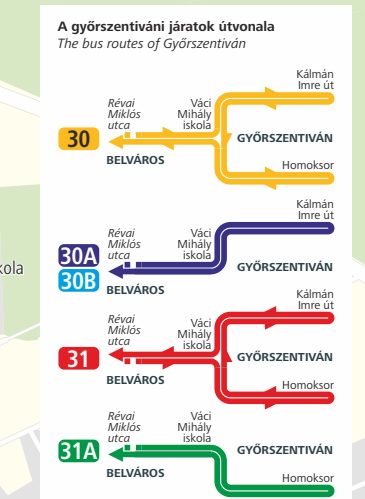 A győrszentiváni járatok útvonala
The bus routes of Győrszentiván
Kálmán
Imre út
Révai
Miklós
utca
Váci
Mihály
iskola
30
GYŐRSZENTIVÁN
BELVÁROS
Homoksor
Kálmán
Imre út
Révai
Miklós
utca
Váci
Mihály
iskola
30A
30B
GYŐRSZENTIVÁN
BELVÁROS
Kálmán
Imre út
Révai
Miklós
utca
Váci
Mihály
iskola
31
GYŐRSZENTIVÁN
BELVÁROS
Homoksor
Révai
Miklós
utca
Váci
Mihály
iskola
31A
GYŐRSZENTIVÁN
BELVÁROS
Homoksor
kola